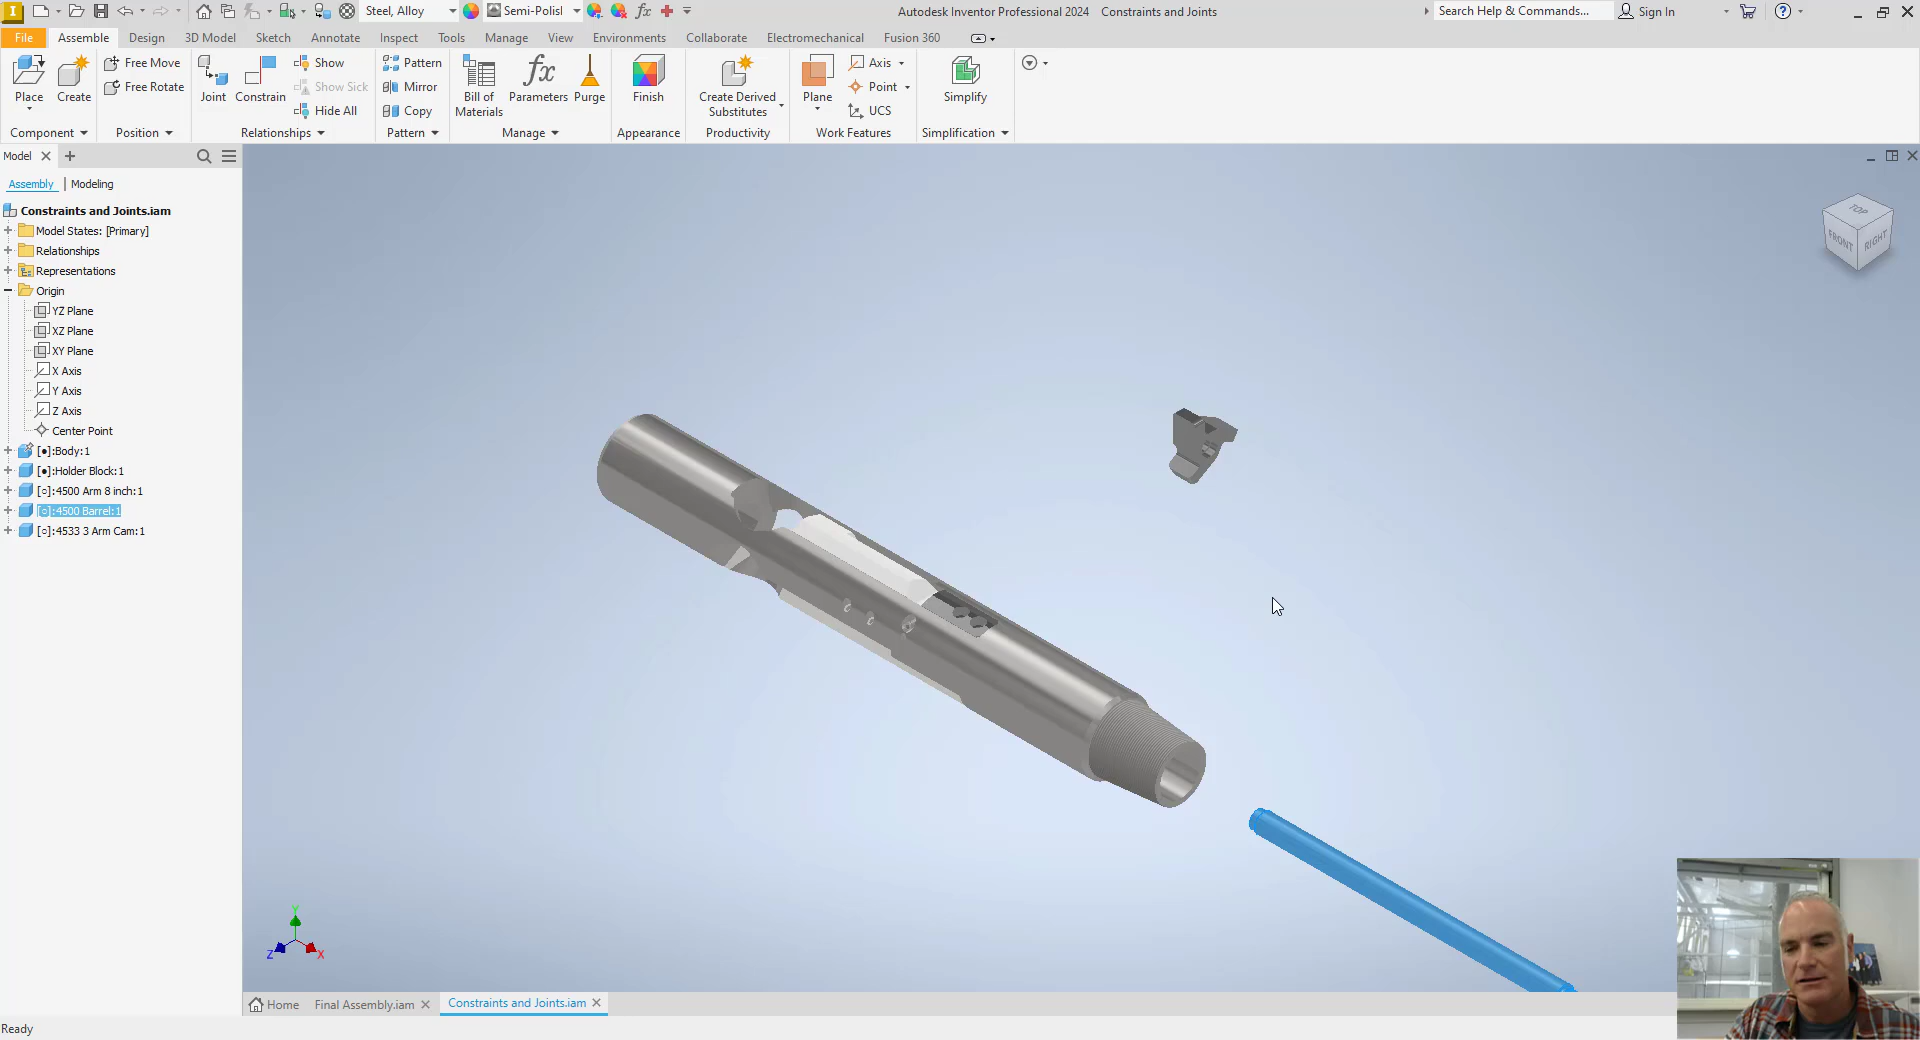 Steel, Alloy
Semi-Polisl
fx
Autodesk Inventor Professional 2024 Constraints and Joints
Search Help & Commands...
Sign In
File Assemble Design 3D Model Sketch Annotate Inspect Tools Manage View Environments Collaborate Electromechanical Fusion 360
Place
Create
Component
Free Move
Free Rotate
Position
Joint
Constrain
Show
Show Sick
Hide All
Relationships
Pattern
Mirror
Copy
Pattern
Bill of
Materials
fx
Parameters
Purge
Manage
Finish
Appearance
Create Derived
Substitutes
Productivity
Plane
Axis
Point
UCS
Work Features
Simplify
Simplification
Model
Assembly | Modeling
Constraints and Joints.iam
Model States: [Primary]
Relationships
Representations
Origin
YZ Plane
XZ Plane
XY Plane
X Axis
Y Axis
Z Axis
Center Point
[●]:Body:1
[●]:Holder Block:1
[○]:4500 Arm 8 inch:1
[○]:4500 Barrel:1
[○]:4533 3 Arm Cam:1
TOP
FRONT
RIGHT
Y
Z
X
Home
Final Assembly.iam
Constraints and Joints.iam
Ready